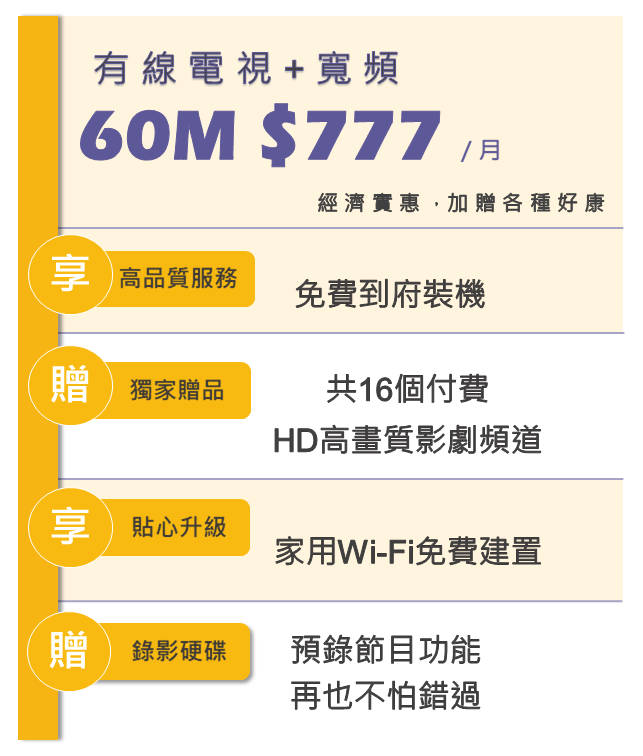 有線電視+寬頻
60M $777 /月
經濟實惠,加贈各種好康
享 高品質服務
免費到府裝機
贈 獨家贈品
共16個付費
HD高畫質影劇頻道
享 貼心升級
家用Wi-Fi免費建置
贈 錄影硬碟
預錄節目功能
再也不怕錯過